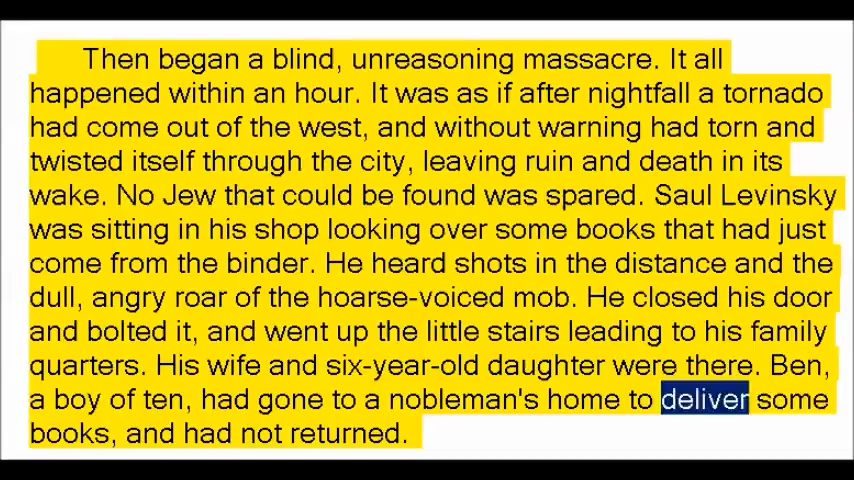 Then began a blind, unreasoning massacre. It all
happened within an hour. It was as if after nightfall a tornado
had come out of the west, and without warning had torn and
twisted itself through the city, leaving ruin and death in its
wake. No Jew that could be found was spared. Saul Levinsky
was sitting in his shop looking over some books that had just
come from the binder. He heard shots in the distance and the
dull, angry roar of the hoarse-voiced mob. He closed his door
and bolted it, and went up the little stairs leading to his family
quarters. His wife and six-year-old daughter were there. Ben,
a boy of ten, had gone to a nobleman's home to deliver some
books, and had not returned.